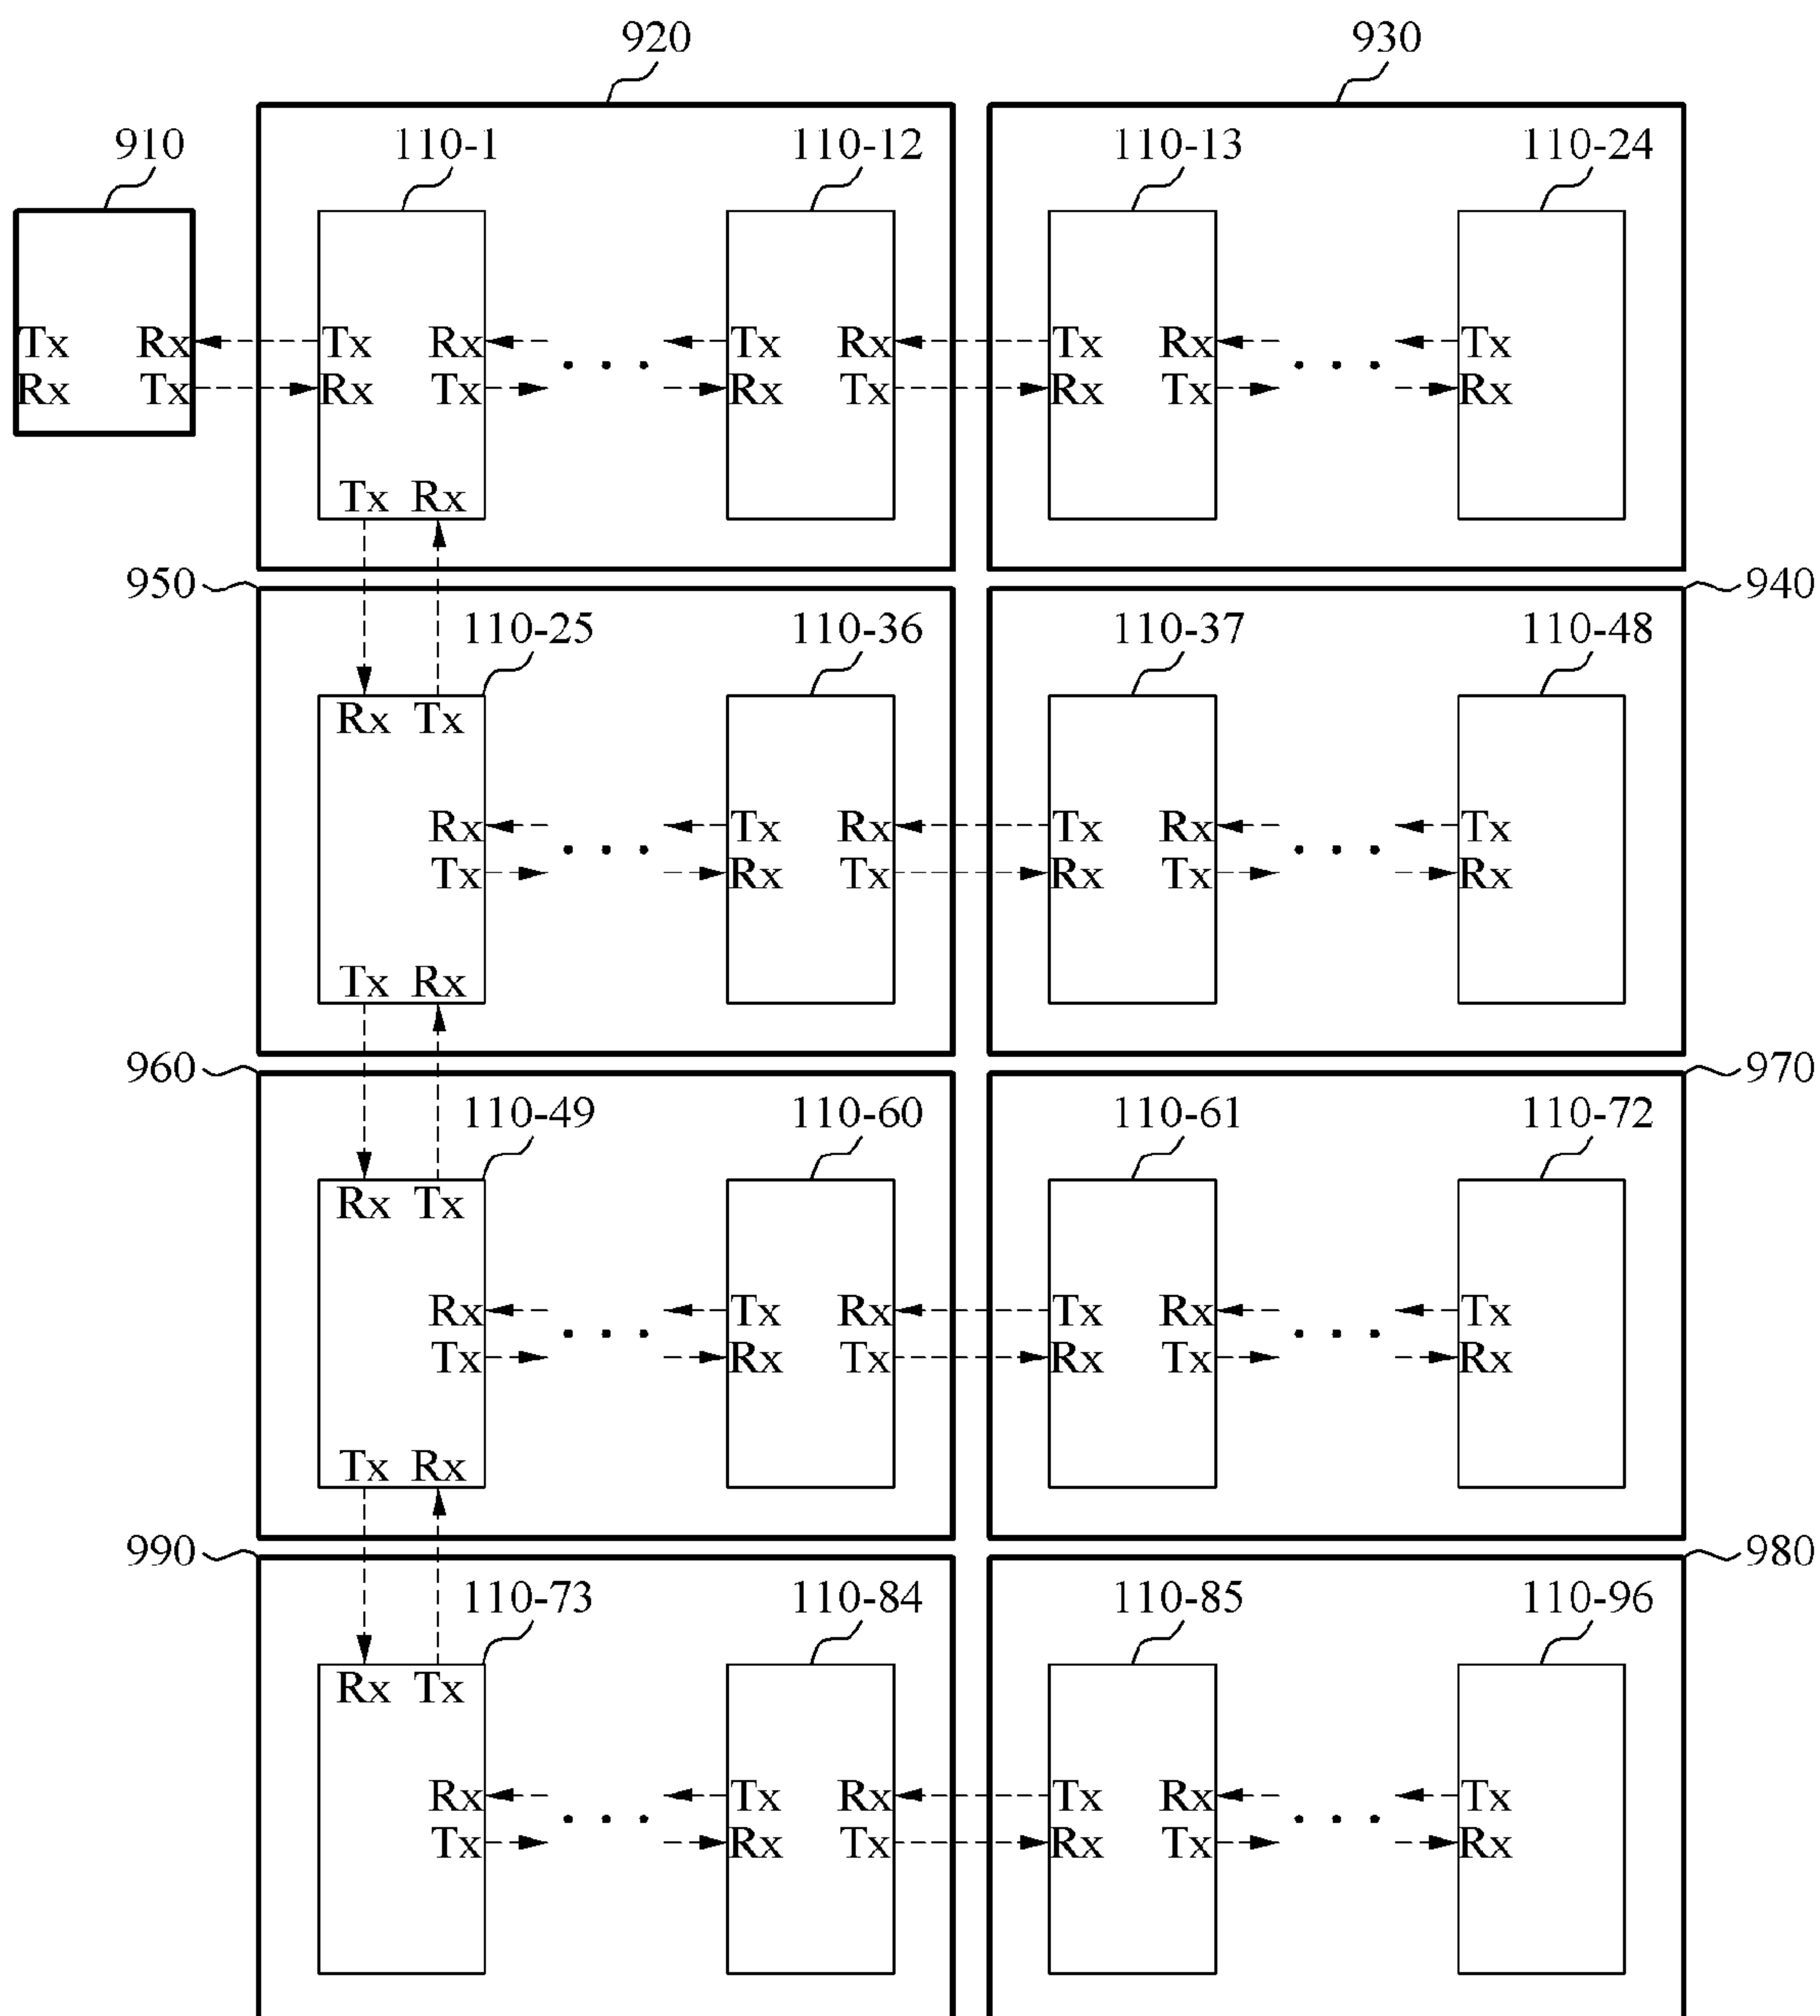 920 930
910 110-1 110-12 110-13 110-24
Tx Rx Tx Rx Tx Rx Tx Rx Tx
Rx Tx Rx Tx Rx Tx Rx Tx Rx
Tx Rx
950 940
110-25 110-36 110-37 110-48
Rx Tx
Rx Tx Rx Tx Rx Tx
Tx Rx Tx Rx Tx Rx
Tx Rx
960 970
110-49 110-60 110-61 110-72
Rx Tx
Rx Tx Rx Tx Rx Tx
Tx Rx Tx Rx Tx Rx
Tx Rx
990 980
110-73 110-84 110-85 110-96
Rx Tx
Rx Tx Rx Tx Rx Tx
Tx Rx Tx Rx Tx Rx